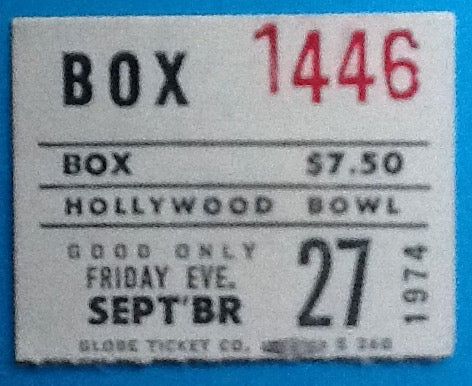 BOX 1446
BOX $7.50
HOLLYWOOD BOWL
GOOD ONLY
FRIDAY EVE.
SEPT'BR 27 1974
GLOBE TICKET CO.